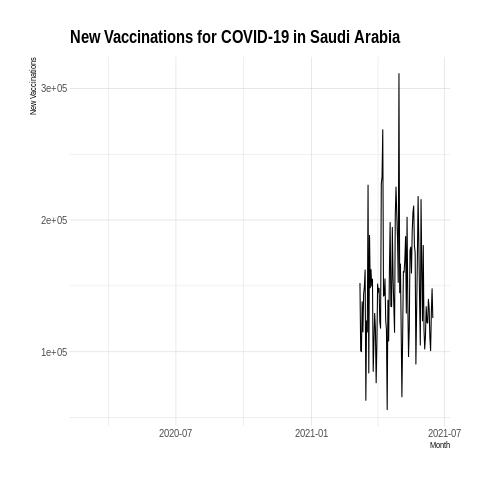 New Vaccinations for COVID-19 in Saudi Arabia
New Vaccinations
3e+05
2e+05
1e+05
2020-07
2021-01
2021-07
Month